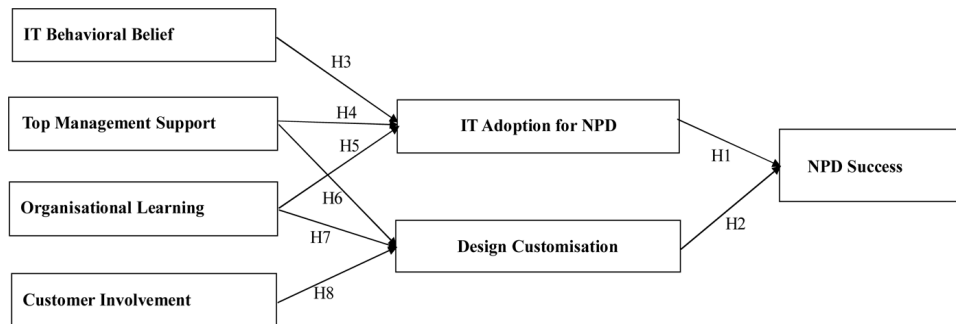 IT Behavioral Belief
H3
Top Management Support
H4
IT Adoption for NPD
H5
H1
NPD Success
Organisational Learning
H6
H7
Design Customisation
H2
Customer Involvement
H8